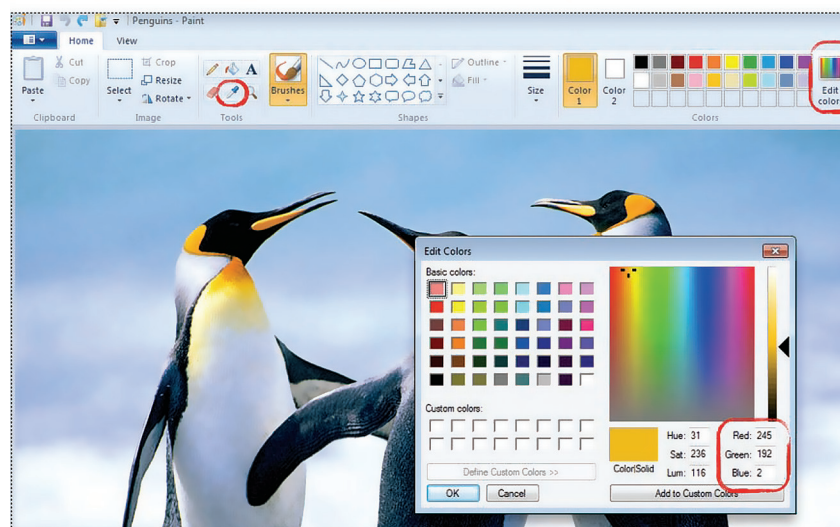 Penguins - Paint
Home View
Paste
Cut
Copy
Clipboard
Select
Crop
Resize
Rotate
Image
A
Tools
Brushes
Shapes
Outline
Fill
Size
Color 1
Color 2
Colors
Edit
color
Edit Colors
Basic colors:
Custom colors:
Define Custom Colors >>
OK Cancel
Color|Solid
Hue: 31
Sat: 236
Lum: 116
Red: 245
Green: 192
Blue: 2
Add to Custom Colors